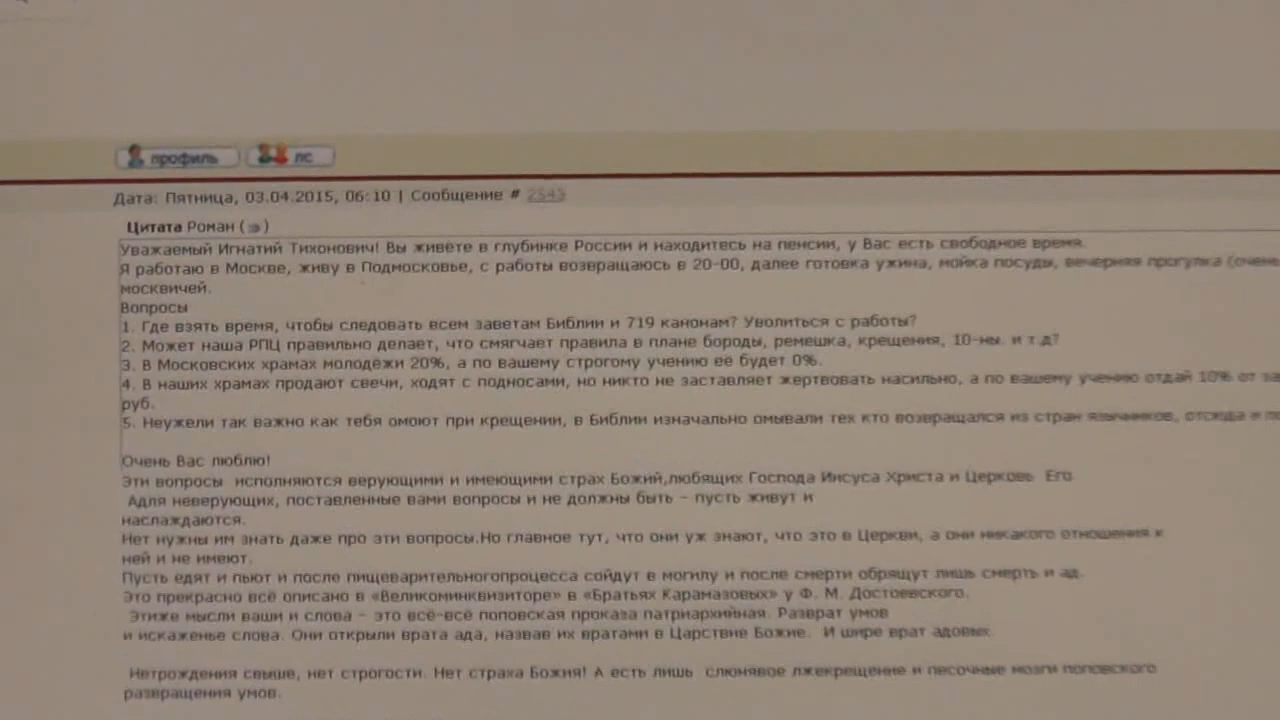 профиль лс
Дата: Пятница, 03.04.2015, 06:10 | Сообщение # 2543
Цитата Роман ( )
Уважаемый Игнатий Тихонович! Вы живёте в глубинке России и находитесь на пенсии, у Вас есть свободное время.
Я работаю в Москве, живу в Подмосковье, с работы возвращаюсь в 20-00, далее готовка ужина, мойка посуды, вечерняя прогулка (очень
москвичей.
Вопросы
1. Где взять время, чтобы следовать всем заветам Библии и 719 канонам? Уволиться с работы?
2. Может наша РПЦ правильно делает, что смягчает правила в плане бороды, ремешка, крещения, 10-ны. и т.д?
3. В Московских храмах молодёжи 20%, а по вашему строгому учению её будет 0%.
4. В наших храмах продают свечи, ходят с подносами, но никто не заставляет жертвовать насильно, а по вашему учению отдай 10% от
руб.
5. Неужели так важно как тебя омоют при крещении, в Библии изначально омывали тех кто возвращался из стран язычников, отсюда и
Очень Вас люблю!
Эти вопросы исполняются верующими и имеющими страх Божий,любящих Господа Иисуса Христа и Церковь Его
Адля неверующих, поставленные вами вопросы и не должны быть – пусть живут и
наслаждаются.
Нет нужны им знать даже про эти вопросы.Но главное тут, что они уж знают, что это в Церкви, а они никакого отношения к
ней и не имеют.
Пусть едят и пьют и после пищеварительногопроцесса сойдут в могилу и после смерти обрящут лишь смерть и ад.
Это прекрасно всё описано в «Великоминквизиторе» в «Братьях Карамазовых» у Ф. М. Достоевского.
Этиже мысли ваши и слова – это всё-всё поповская проказа патриархийная. Разврат умов
и искаженье слова. Они открыли врата ада, назвав их вратами в Царствие Божие. И шире врат адовых.
Нетрождения свыше, нет строгости. Нет страха Божия! А есть лишь слюнявое лжекрещение и песочные мозги поповского
развращения умов.